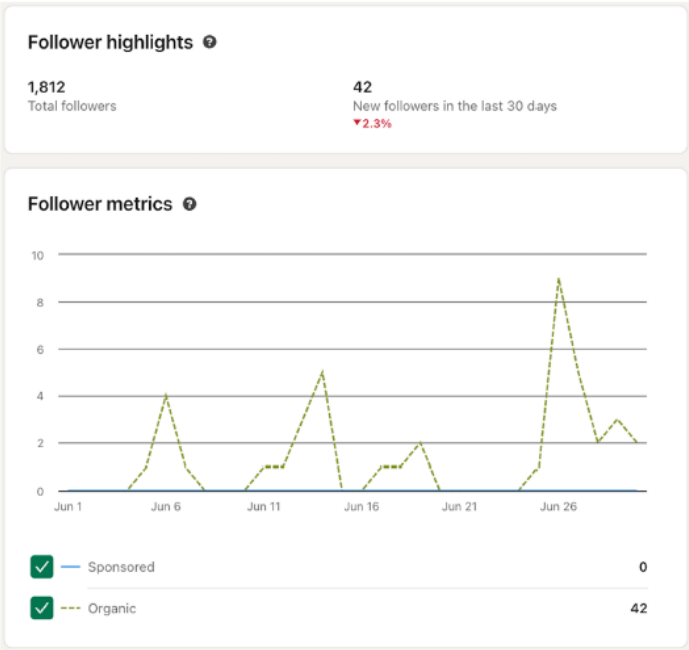 Follower highlights ?
1,812
Total followers
42
New followers in the last 30 days
▼2.3%
Follower metrics ?
10
8
6
4
2
0
Jun 1 Jun 6 Jun 11 Jun 16 Jun 21 Jun 26
Sponsored 0
Organic 42